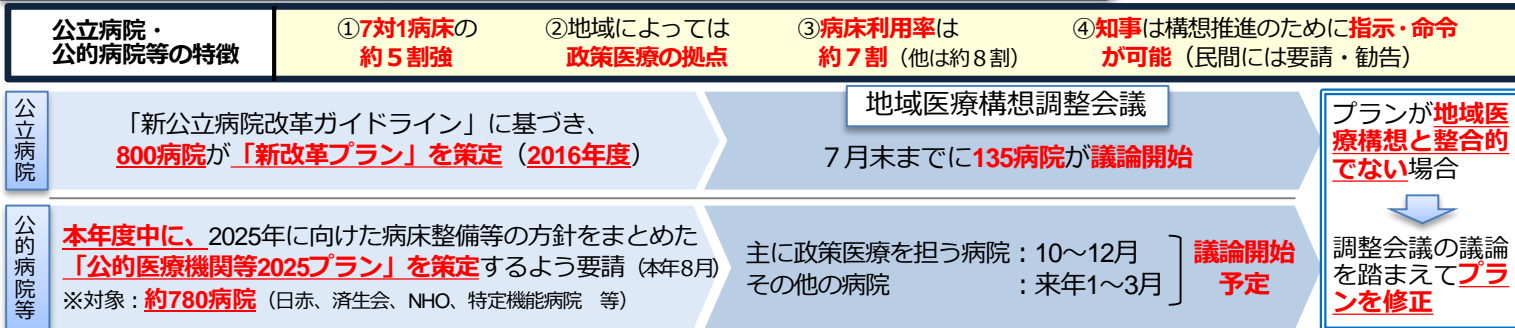 公立病院・
公的病院等の特徴
①7対1病床の
約５割強
②地域によっては
政策医療の拠点
③病床利用率は
約７割（他は約８割）
④知事は構想推進のために指示・命令
が可能（民間には要請・勧告）
公立病院
「新公立病院改革ガイドライン」に基づき、
800病院が「新改革プラン」を策定（2016年度）
地域医療構想調整会議
７月末までに135病院が議論開始
公的病院等
本年度中に、2025年に向けた病床整備等の方針をまとめた
「公的医療機関等2025プラン」を策定するよう要請（本年8月）
※対象：約780病院（日赤、済生会、NHO、特定機能病院　等）
主に政策医療を担う病院：10～12月
その他の病院　　　　　：来年1～3月
議論開始
予定
プランが地域医
療構想と整合的
でない場合
調整会議の議論
を踏まえてプラ
ンを修正